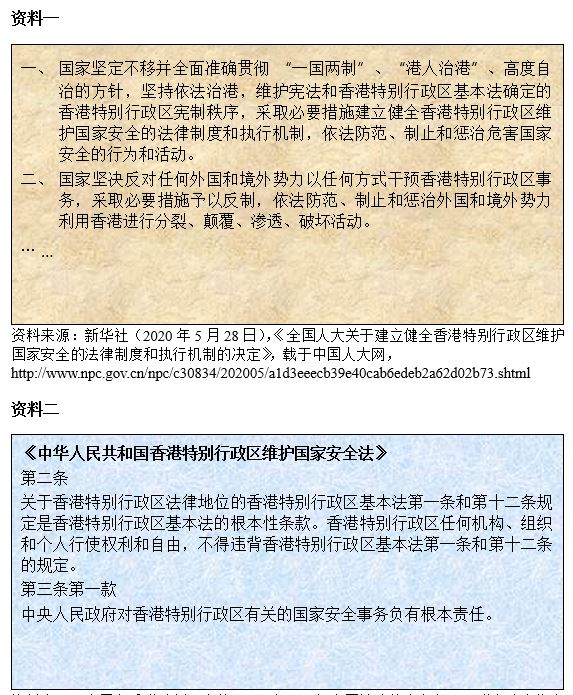 资料一
一、 国家坚定不移并全面准确贯彻 “一国两制”、“港人治港”、高度自
治的方针，坚持依法治港，维护宪法和香港特别行政区基本法确定的
香港特别行政区宪制秩序，采取必要措施建立健全香港特别行政区维
护国家安全的法律制度和执行机制，依法防范、制止和惩治危害国家
安全的行为和活动。
二、 国家坚决反对任何外国和境外势力以任何方式干预香港特别行政区事
务，采取必要措施予以反制，依法防范、制止和惩治外国和境外势力
利用香港进行分裂、颠覆、渗透、破坏活动。
… …
资料来源：新华社（2020 年 5 月 28 日），《全国人大关于建立健全香港特别行政区维护
国家安全的法律制度和执行机制的决定》，载于中国人大网，
http://www.npc.gov.cn/npc/c30834/202005/a1d3eeecb39e40cab6edeb2a62d02b73.shtml
资料二
《中华人民共和国香港特别行政区维护国家安全法》
第二条
关于香港特别行政区法律地位的香港特别行政区基本法第一条和第十二条规
定是香港特别行政区基本法的根本性条款。香港特别行政区任何机构、组织
和个人行使权利和自由，不得违背香港特别行政区基本法第一条和第十二条
的规定。
第三条第一款
中央人民政府对香港特别行政区有关的国家安全事务负有根本责任。